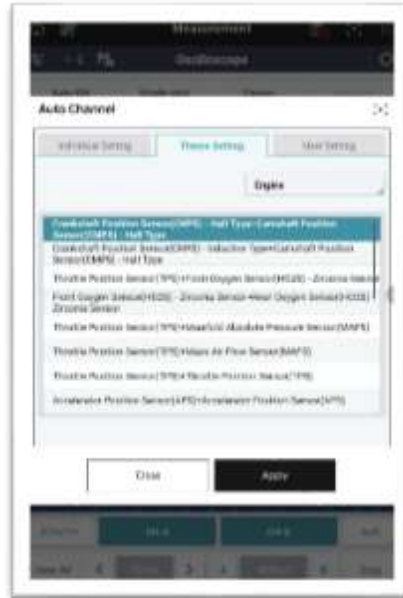 Measurement
Oscilloscope
Auto Channel
Individual Setting
Theme Setting
User Setting
Engine
Crankshaft Position Sensor(CKPS) - Hall Type+Camshaft Position
Sensor(CMPS) - Hall Type
Crankshaft Position Sensor(CKPS) - Inductive Type+Camshaft Position
Sensor(CMPS) - Hall Type
Throttle Position Sensor(TPS)+Front Oxygen Sensor(HO2S) - Zirconia Sensor
Front Oxygen Sensor(HO2S) - Zirconia Sensor+Rear Oxygen Sensor(HO2S) -
Zirconia Sensor
Throttle Position Sensor(TPS)+Manifold Absolute Pressure Sensor(MAPS)
Throttle Position Sensor(TPS)+Mass Air Flow Sensor(MAFS)
Throttle Position Sensor(TPS)+Throttle Position Sensor(TPS)
Accelerator Position Sensor(APS)+Accelerator Position Sensor(APS)
Close
Apply